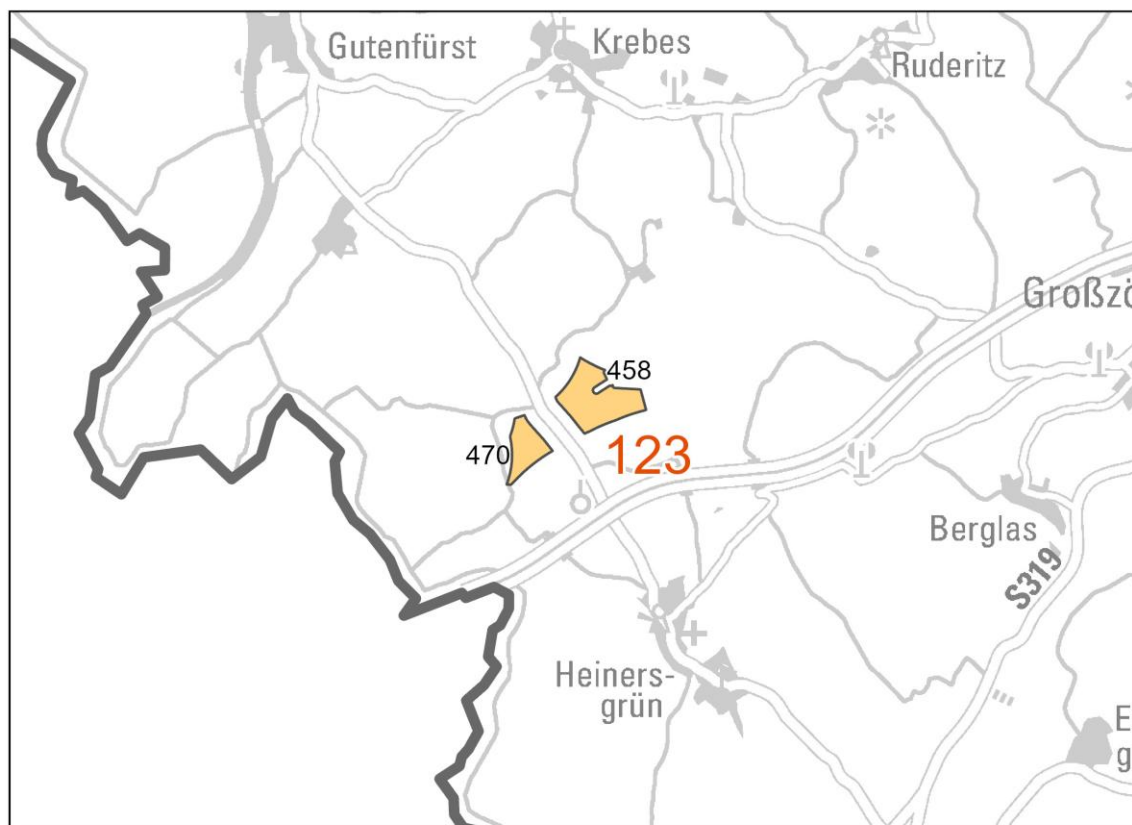 Gutenfürst
Krebes
Ruderitz
Großzö
458
470
123
Berglas
S319
Heiners-
grün
E
g